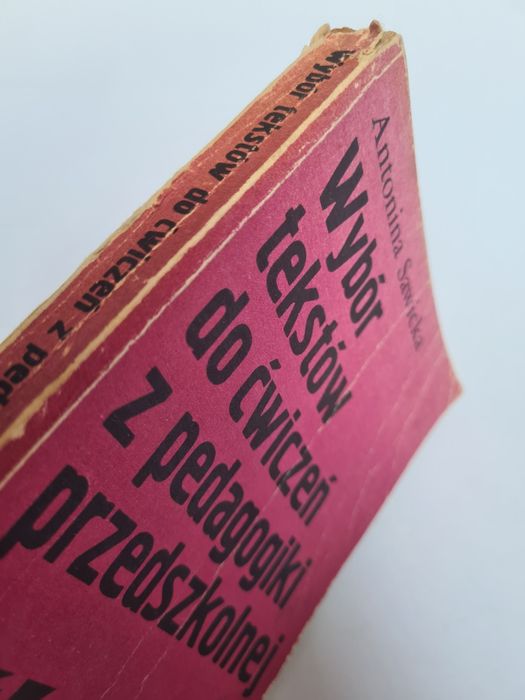 Antonina Sawicka
Wybór
tekstów
do ćwiczeń
z pedagogiki
przedszkolnej
Wybór tekstów do ćwiczeń z ped